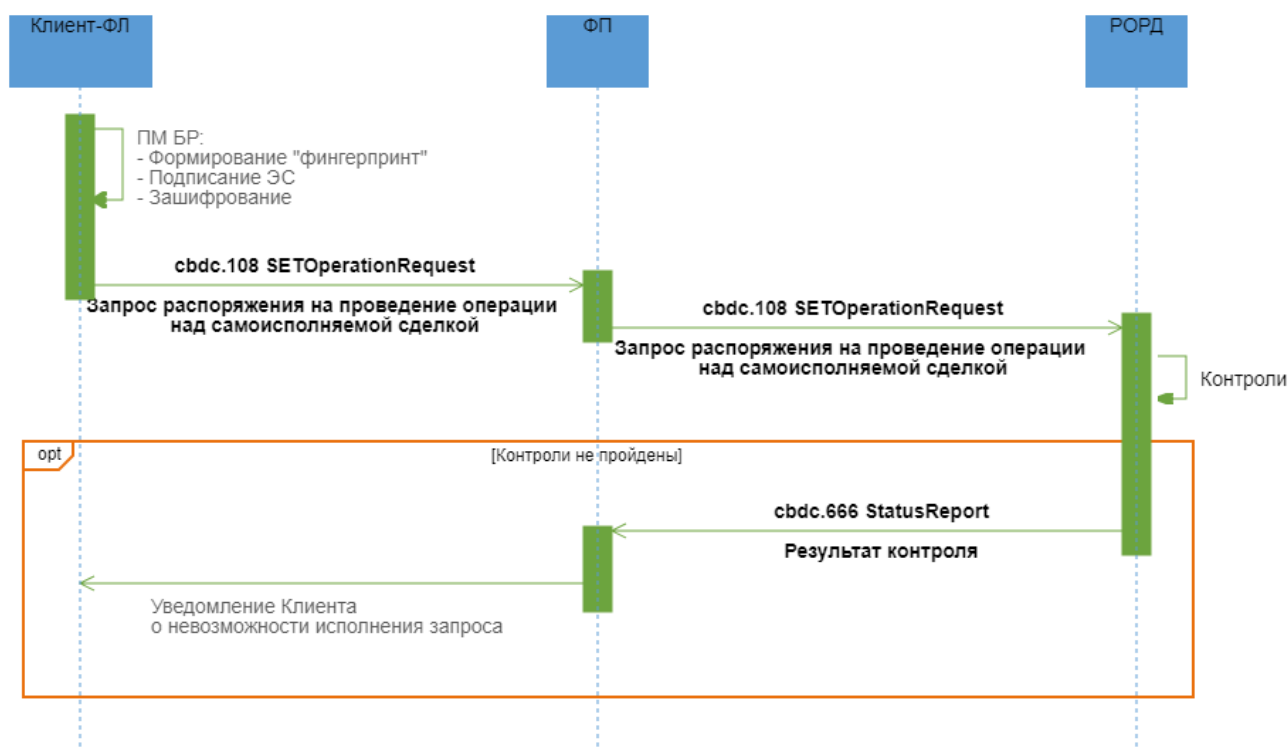 Клиент-ФЛ
ФП
РОРД
ПМ БР:
- Формирование "фингерпринт"
- Подписание ЭС
- Зашифрование
cbdc.108 SETOperationRequest
Запрос распоряжения на проведение операции
над самоисполняемой сделкой
cbdc.108 SETOperationRequest
Запрос распоряжения на проведение операции
над самоисполняемой сделкой
Контроли
opt
[Контроли не пройдены]
cbdc.666 StatusReport
Результат контроля
Уведомление Клиента
о невозможности исполнения запроса